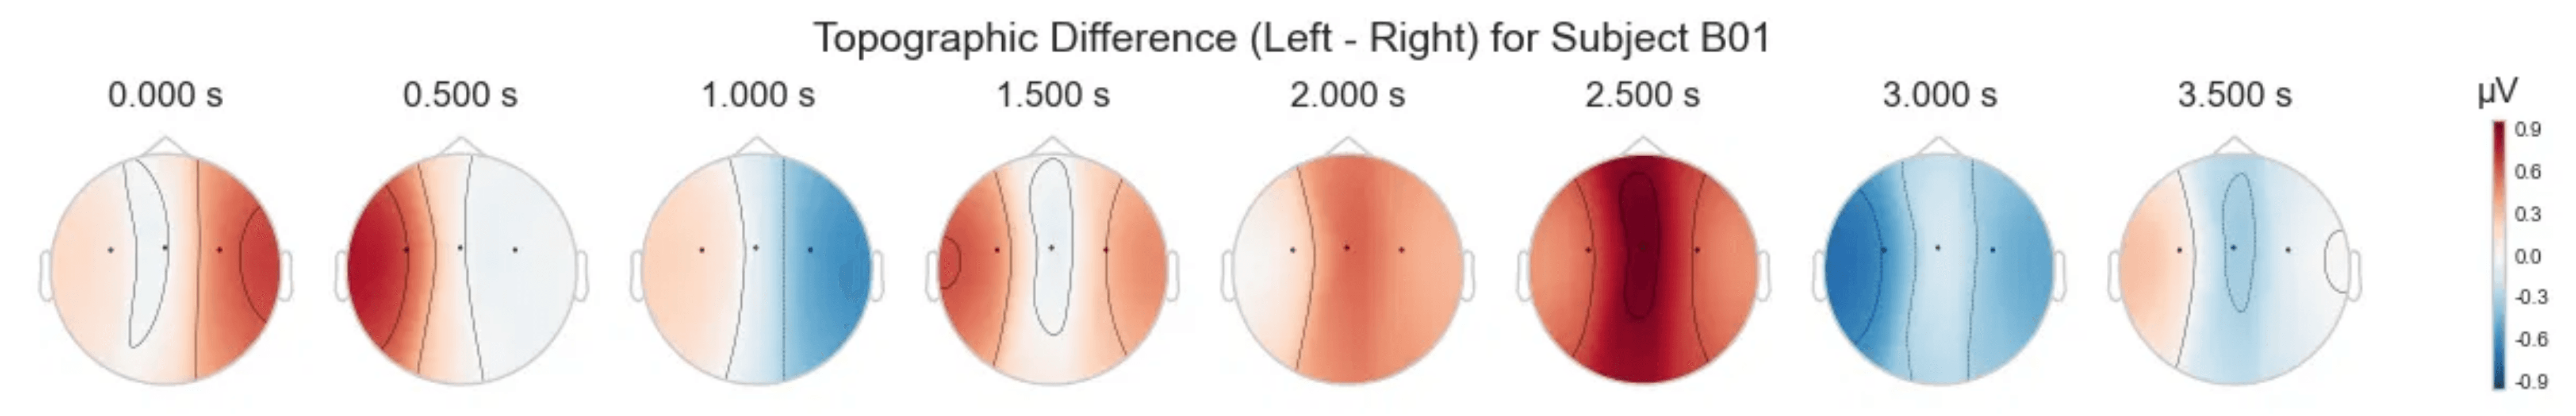 Topographic Difference (Left - Right) for Subject B01
0.000 s 0.500 s 1.000 s 1.500 s 2.000 s 2.500 s 3.000 s 3.500 s
µV
0.9
0.6
0.3
0.0
-0.3
-0.6
-0.9